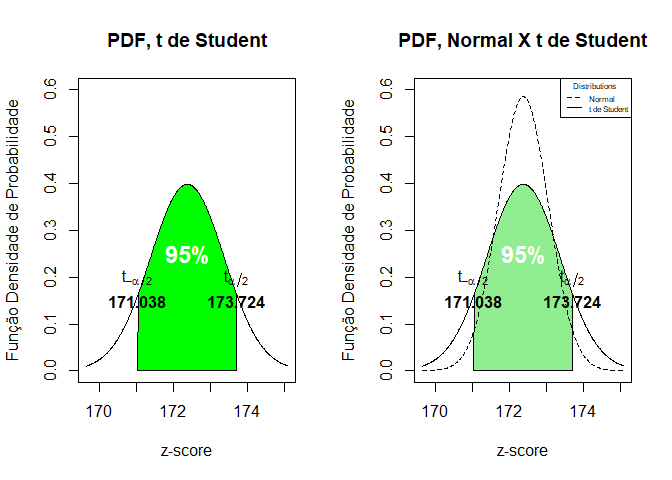 PDF, t de Student
Função Densidade de Probabilidade
0.6
0.5
0.4
0.3
0.2
0.1
0.0
95%
t−α/2
tα/2
171.038
173.724
170
172
174
z-score
PDF, Normal X t de Student
Função Densidade de Probabilidade
0.6
0.5
0.4
0.3
0.2
0.1
0.0
Distributions
Normal
t de Student
95%
t−α/2
tα/2
171.038
173.724
170
172
174
z-score